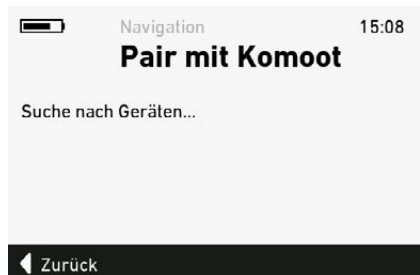 Navigation
15:08
Pair mit Komoot
Suche nach Geräten...
Zurück